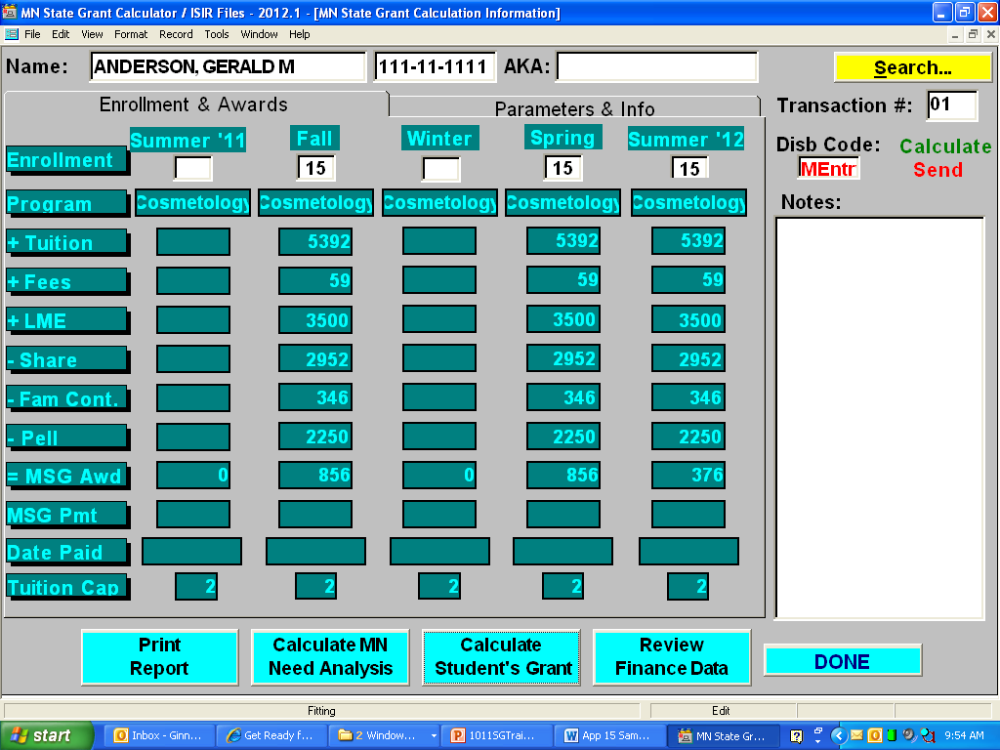 MN State Grant Calculator / ISIR Files - 2012.1 - [MN State Grant Calculation Information]
File Edit View Format Record Tools Window Help
Name: ANDERSON, GERALD M 111-11-1111 AKA: Search...
Enrollment & Awards Parameters & Info Transaction #: 01
Summer '11 Fall Winter Spring Summer '12 Disb Code: Calculate
Enrollment 15 15 15 MEntr Send
Program Cosmetology Cosmetology Cosmetology Cosmetology Cosmetology Notes:
+ Tuition 5392 5392 5392
+ Fees 59 59 59
+ LME 3500 3500 3500
- Share 2952 2952 2952
- Fam Cont. 346 346 346
- Pell 2250 2250 2250
= MSG Awd 0 856 0 856 376
MSG Pmt
Date Paid
Tuition Cap 2 2 2 2 2
Print Report Calculate MN Need Analysis Calculate Student's Grant Review Finance Data DONE
Fitting Edit
start Inbox - Ginn... Get Ready f... 2 Window... 1011SGTrai... App 15 Sam... MN State Gr... 9:54 AM